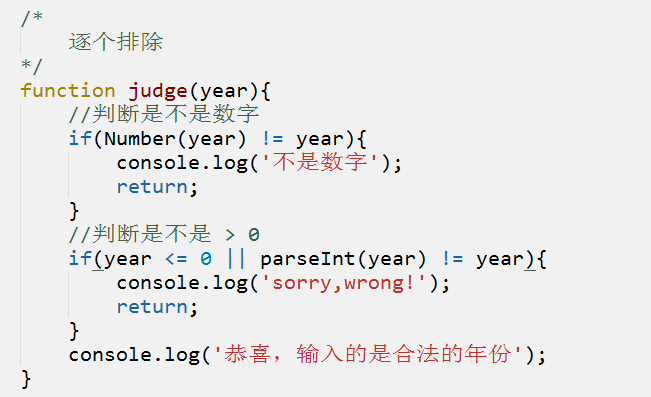 /*
    逐个排除
*/
function judge(year){
    //判断是不是数字
    if(Number(year) != year){
        console.log('不是数字');
        return;
    }
    //判断是不是 > 0
    if(year <= 0 || parseInt(year) != year){
        console.log('sorry,wrong!');
        return;
    }
    console.log('恭喜，输入的是合法的年份');
}